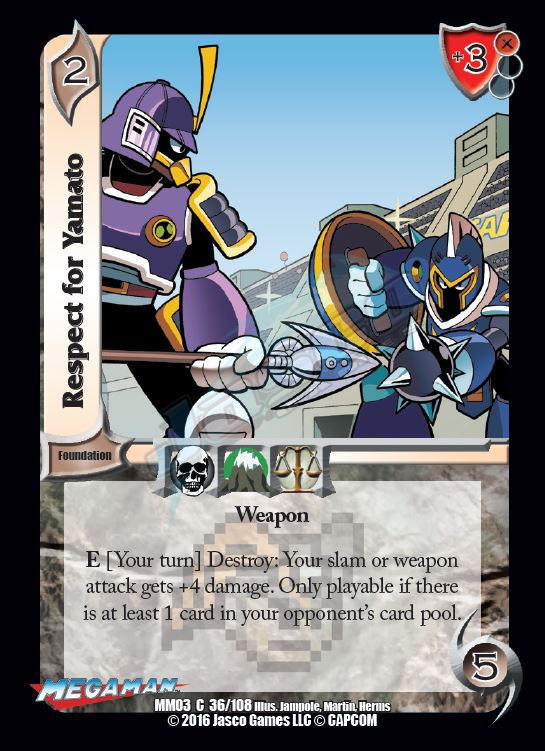 2
+3
Respect for Yamato
Foundation
Weapon
E [Your turn] Destroy: Your slam or weapon
attack gets +4 damage. Only playable if there
is at least 1 card in your opponent's card pool.
5
MEGAMAN™
MM03 C 36/108 Illus. Jampole, Martin, Herms
© 2016 Jasco Games LLC © CAPCOM